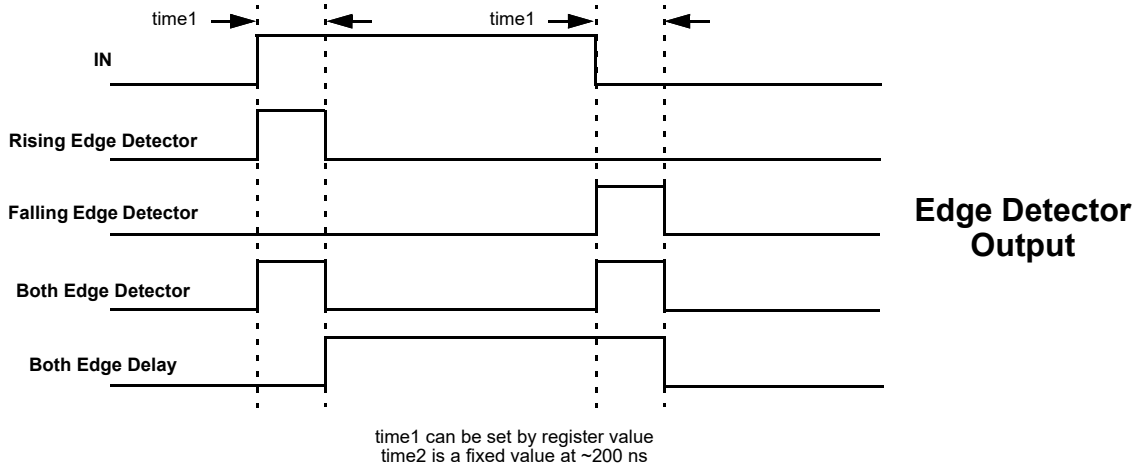 time1
time1
IN
Rising Edge Detector
Falling Edge Detector
Edge Detector
Output
Both Edge Detector
Both Edge Delay
time1 can be set by register value
time2 is a fixed value at ~200 ns